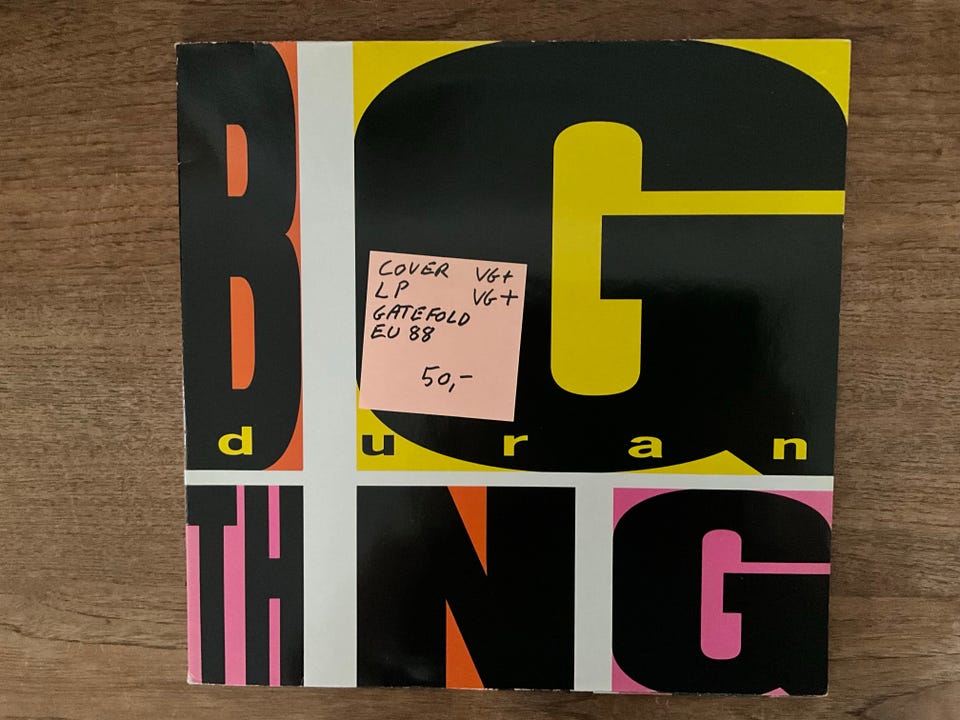 BIG
duran
THING
COVER VG+
LP VG+
GATEFOLD
EU 88
50,-